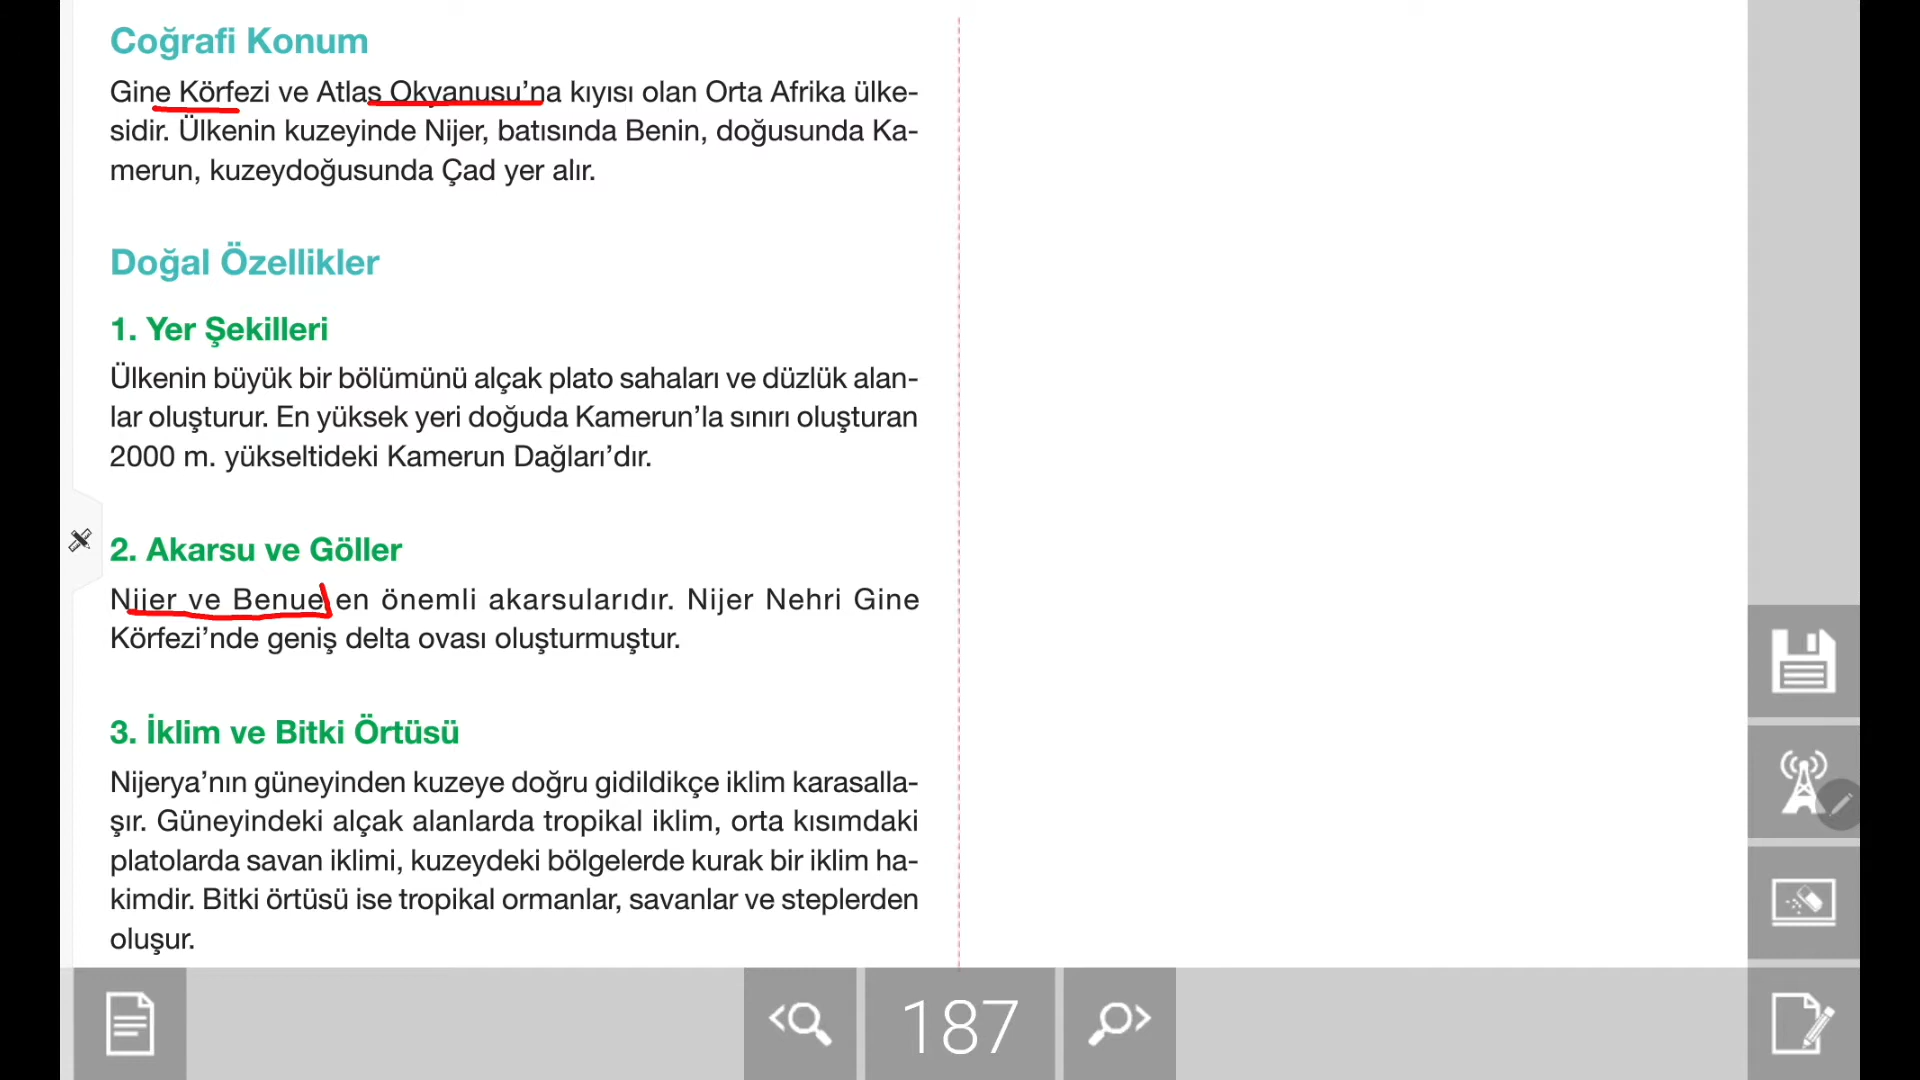 Coğrafi Konum
Gine Körfezi ve Atlas Okyanusu’na kıyısı olan Orta Afrika ülke-
sidir. Ülkenin kuzeyinde Nijer, batısında Benin, doğusunda Ka-
merun, kuzeydoğusunda Çad yer alır.
Doğal Özellikler
1. Yer Şekilleri
Ülkenin büyük bir bölümünü alçak plato sahaları ve düzlük alan-
lar oluşturur. En yüksek yeri doğuda Kamerun’la sınırı oluşturan
2000 m. yükseltideki Kamerun Dağları’dır.
2. Akarsu ve Göller
Nijer ve Benue en önemli akarsularıdır. Nijer Nehri Gine
Körfezi’nde geniş delta ovası oluşturmuştur.
3. İklim ve Bitki Örtüsü
Nijerya’nın güneyinden kuzeye doğru gidildikçe iklim karasalla-
şır. Güneyindeki alçak alanlarda tropikal iklim, orta kısımdaki
platolarda savan iklimi, kuzeydeki bölgelerde kurak bir iklim ha-
kimdir. Bitki örtüsü ise tropikal ormanlar, savanlar ve steplerden
oluşur.
187